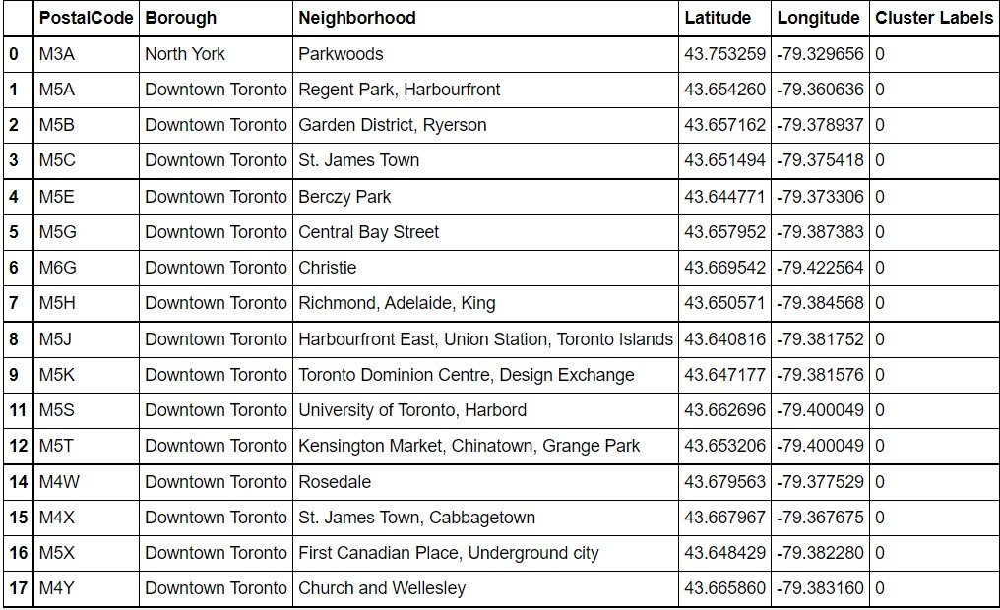 PostalCode Borough Neighborhood Latitude Longitude Cluster Labels
0 M3A North York Parkwoods 43.753259 -79.329656 0
1 M5A Downtown Toronto Regent Park, Harbourfront 43.654260 -79.360636 0
2 M5B Downtown Toronto Garden District, Ryerson 43.657162 -79.378937 0
3 M5C Downtown Toronto St. James Town 43.651494 -79.375418 0
4 M5E Downtown Toronto Berczy Park 43.644771 -79.373306 0
5 M5G Downtown Toronto Central Bay Street 43.657952 -79.387383 0
6 M6G Downtown Toronto Christie 43.669542 -79.422564 0
7 M5H Downtown Toronto Richmond, Adelaide, King 43.650571 -79.384568 0
8 M5J Downtown Toronto Harbourfront East, Union Station, Toronto Islands 43.640816 -79.381752 0
9 M5K Downtown Toronto Toronto Dominion Centre, Design Exchange 43.647177 -79.381576 0
11 M5S Downtown Toronto University of Toronto, Harbord 43.662696 -79.400049 0
12 M5T Downtown Toronto Kensington Market, Chinatown, Grange Park 43.653206 -79.400049 0
14 M4W Downtown Toronto Rosedale 43.679563 -79.377529 0
15 M4X Downtown Toronto St. James Town, Cabbagetown 43.667967 -79.367675 0
16 M5X Downtown Toronto First Canadian Place, Underground city 43.648429 -79.382280 0
17 M4Y Downtown Toronto Church and Wellesley 43.665860 -79.383160 0